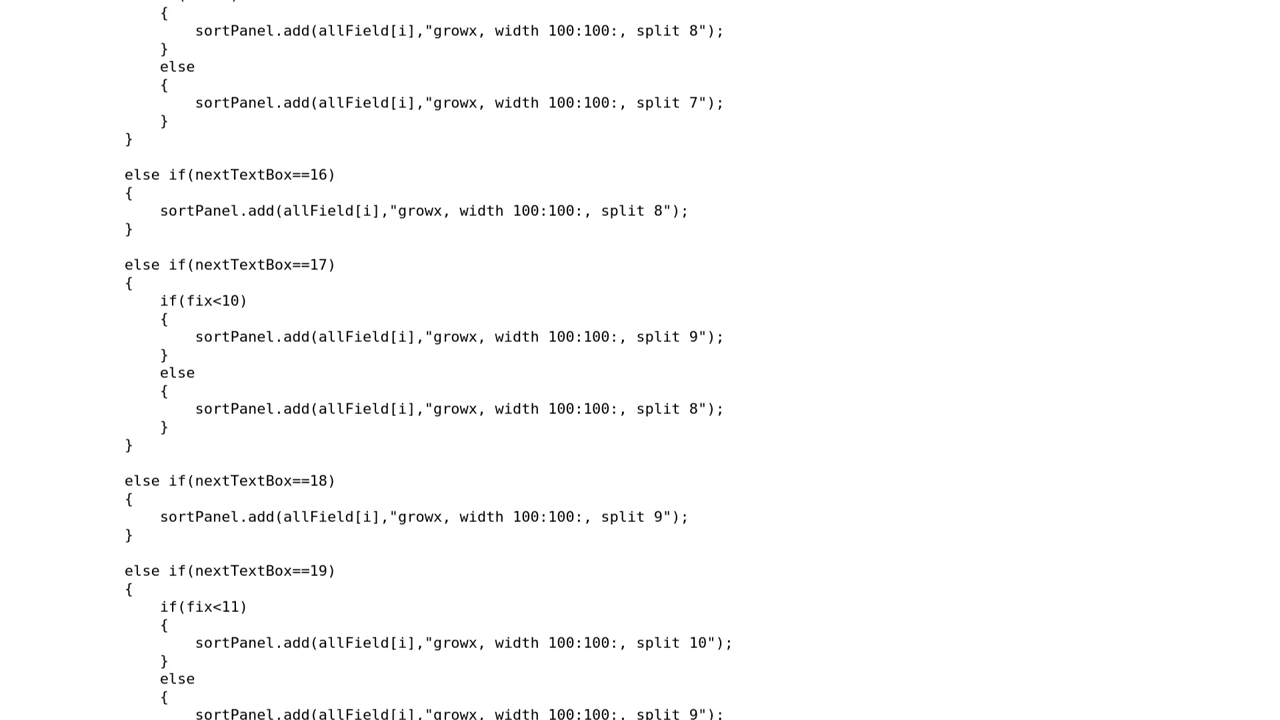 {
sortPanel.add(allField[i],"growx, width 100:100:, split 8");
}
else
{
sortPanel.add(allField[i],"growx, width 100:100:, split 7");
}
}
else if(nextTextBox==16)
{
sortPanel.add(allField[i],"growx, width 100:100:, split 8");
}
else if(nextTextBox==17)
{
if(fix<10)
{
sortPanel.add(allField[i],"growx, width 100:100:, split 9");
}
else
{
sortPanel.add(allField[i],"growx, width 100:100:, split 8");
}
}
else if(nextTextBox==18)
{
sortPanel.add(allField[i],"growx, width 100:100:, split 9");
}
else if(nextTextBox==19)
{
if(fix<11)
{
sortPanel.add(allField[i],"growx, width 100:100:, split 10");
}
else
{
sortPanel.add(allField[i],"growx, width 100:100:, split 9");